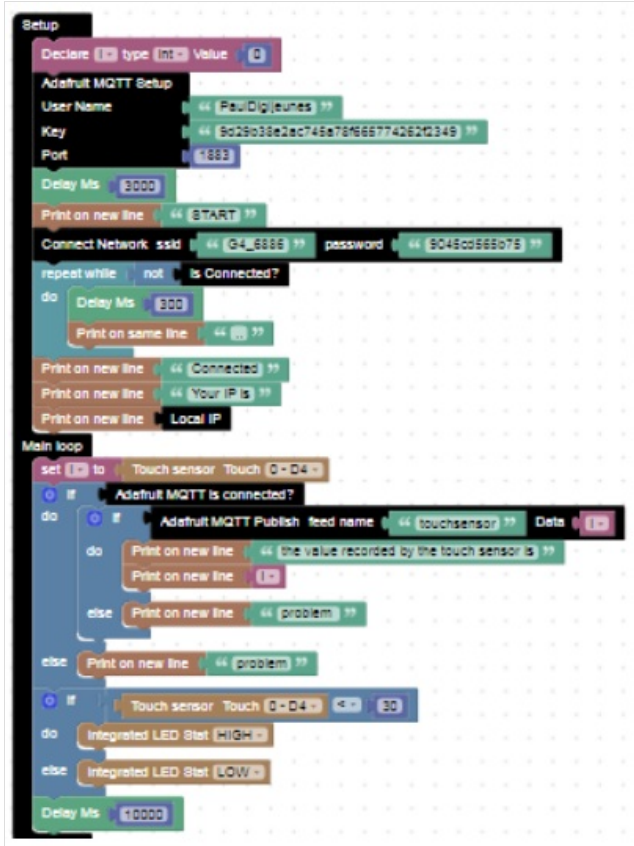 Setup
Declare i type int Value 0
Adafruit MQTT Setup
User Name “ PaulDigijeunes ”
Key
Port 1883
Delay Ms 3000
Print on new line “ START ”
Connect Network ssid “ G4_6886 ” password “ 9045cd565b75 ”
repeat while not Is Connected?
do Delay Ms 300
Print on same line “ . ”
Print on new line “ Connected ”
Print on new line “ Your IP is ”
Print on new line Local IP
Main loop
set i to Touch sensor Touch 0 - D4
if Adafruit MQTT is connected?
do if Adafruit MQTT Publish feed name “ touchsensor ” Data i
do Print on new line “ the value recorded by the touch sensor is ”
Print on new line i
else Print on new line “ problem ”
else Print on new line “ problem ”
if Touch sensor Touch 0 - D4 < 30
do Integrated LED Stat HIGH
else Integrated LED Stat LOW
Delay Ms 10000